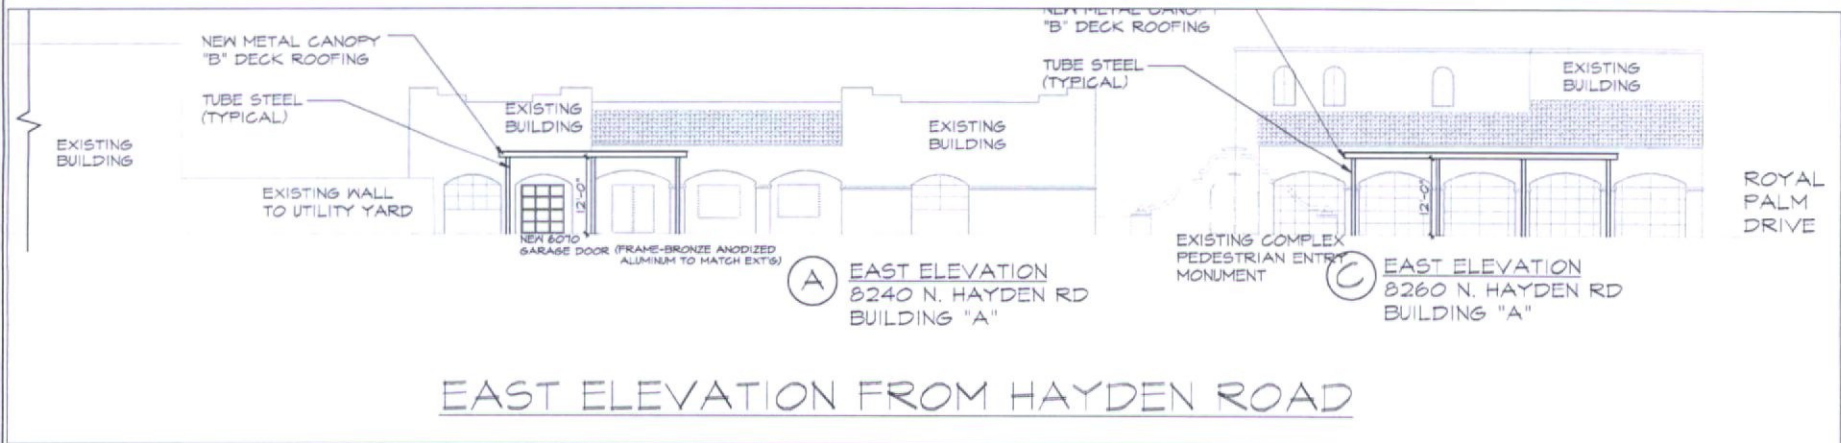 NEW METAL CANOPY
"B" DECK ROOFING
TUBE STEEL
(TYPICAL)
EXISTING
BUILDING
EXISTING WALL
TO UTILITY YARD
EXISTING
BUILDING
EXISTING
BUILDING
12'-0"
NEW 6070
GARAGE DOOR (FRAME-BRONZE ANODIZED
ALUMINUM TO MATCH EXT'G)
A
EAST ELEVATION
8240 N. HAYDEN RD
BUILDING "A"
NEW METAL CANOPY
"B" DECK ROOFING
TUBE STEEL
(TYPICAL)
EXISTING
BUILDING
12'-0"
EXISTING COMPLEX
PEDESTRIAN ENTRY
MONUMENT
C
EAST ELEVATION
8260 N. HAYDEN RD
BUILDING "A"
ROYAL
PALM
DRIVE
EAST ELEVATION FROM HAYDEN ROAD